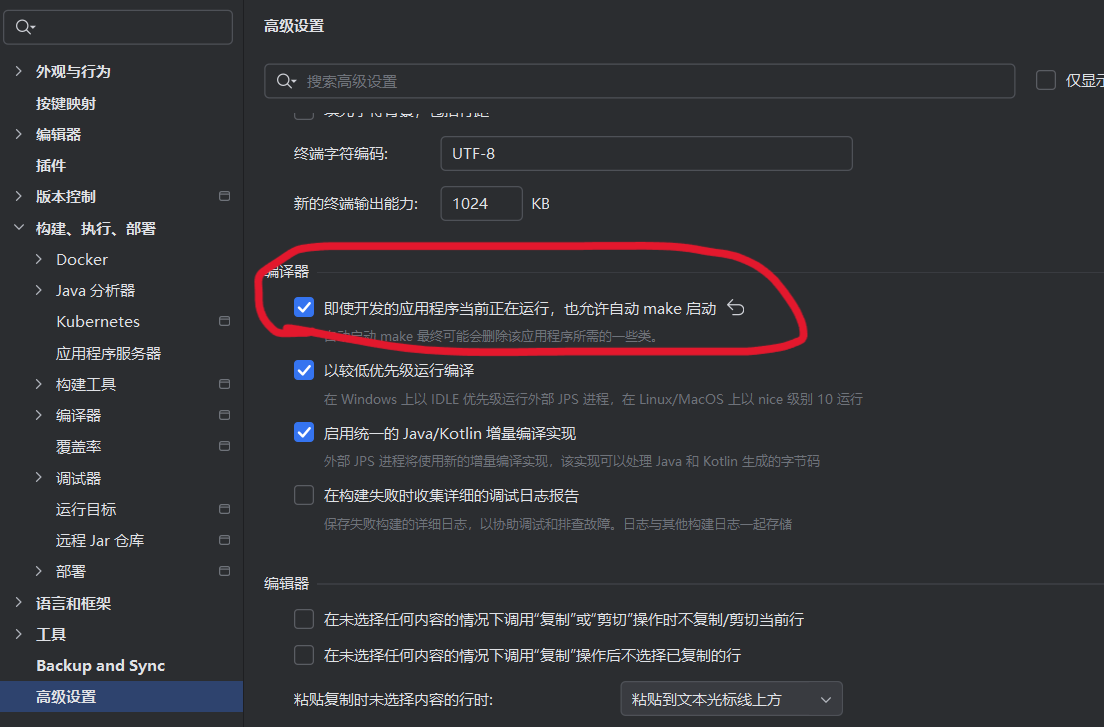 外观与行为
按键映射
编辑器
插件
版本控制
构建、执行、部署
Docker
Java 分析器
Kubernetes
应用程序服务器
构建工具
编译器
覆盖率
调试器
运行目标
远程 Jar 仓库
部署
语言和框架
工具
Backup and Sync
高级设置
高级设置
搜索高级设置
仅显示
终端字符编码: UTF-8
新的终端输出能力: 1024 KB
编译器
即使开发的应用程序当前正在运行，也允许自动 make 启动
自动启动 make 最终可能会删除该应用程序所需的一些类。
以较低优先级运行编译
在 Windows 上以 IDLE 优先级运行外部 JPS 进程，在 Linux/MacOS 上以 nice 级别 10 运行
启用统一的 Java/Kotlin 增量编译实现
外部 JPS 进程将使用新的增量编译实现，该实现可以处理 Java 和 Kotlin 生成的字节码
在构建失败时收集详细的调试日志报告
保存失败构建的详细日志，以协助调试和排查故障。日志与其他构建日志一起存储
编辑器
在未选择任何内容的情况下调用“复制”或“剪切”操作时不复制/剪切当前行
在未选择任何内容的情况下调用“复制”操作后不选择已复制的行
粘贴复制时未选择内容的行时: 粘贴到文本光标线上方